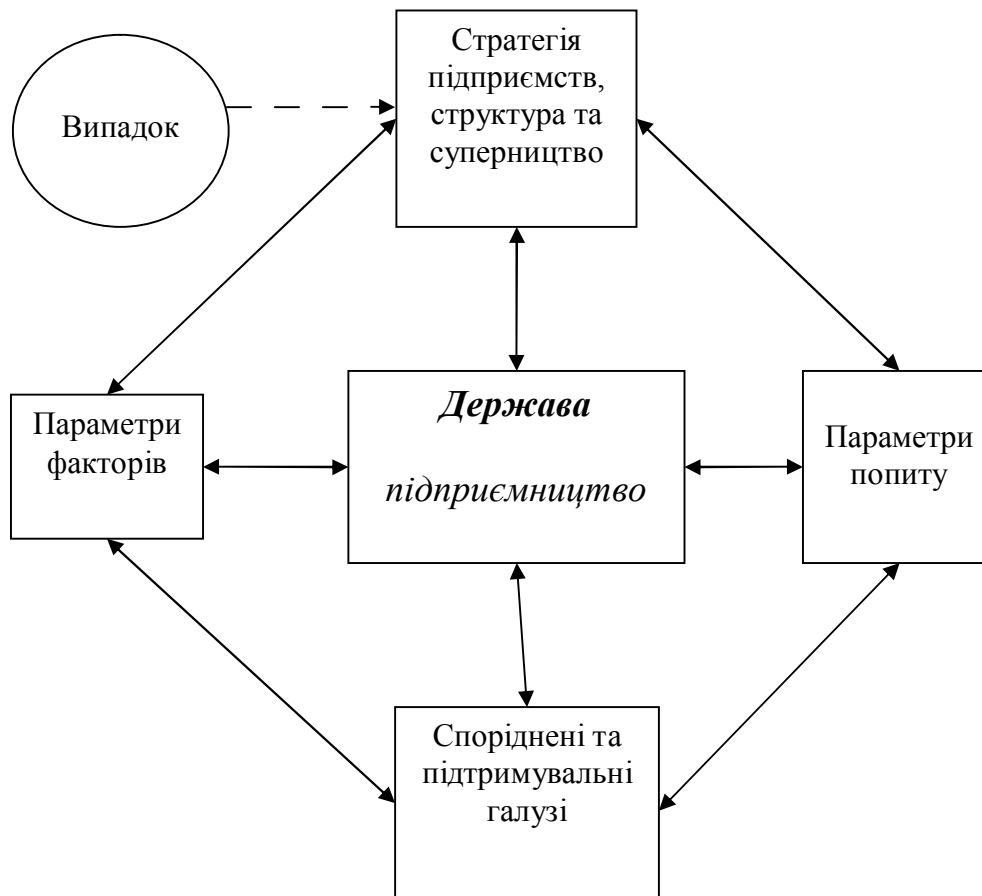 Стратегія
підприємств,
структура та
суперництво
Випадок
Держава
підприємництво
Параметри
факторів
Параметри
попиту
Споріднені та
підтримувальні
галузі